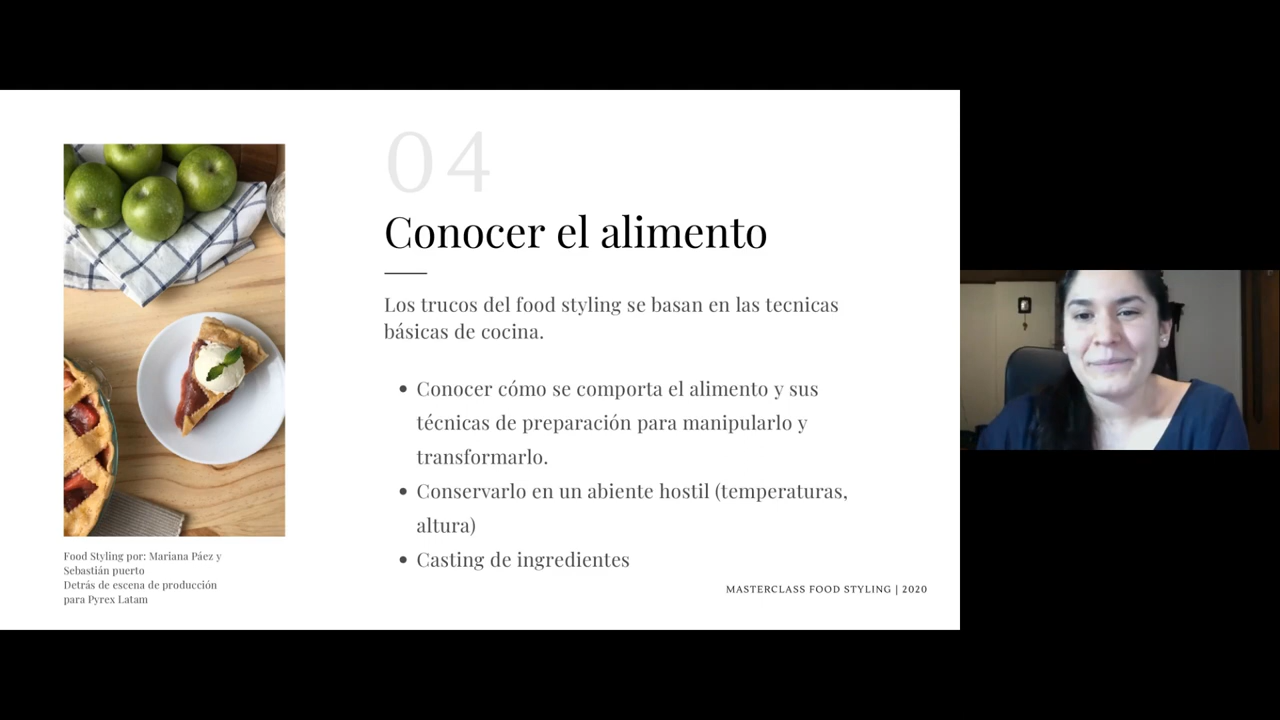 04
Conocer el alimento
Los trucos del food styling se basan en las tecnicas
básicas de cocina.
• Conocer cómo se comporta el alimento y sus
técnicas de preparación para manipularlo y
transformarlo.
• Conservarlo en un abiente hostil (temperaturas,
altura)
• Casting de ingredientes
Food Styling por: Mariana Páez y
Sebastián puerto
Detrás de escena de producción
para Pyrex Latam
MASTERCLASS FOOD STYLING | 2020